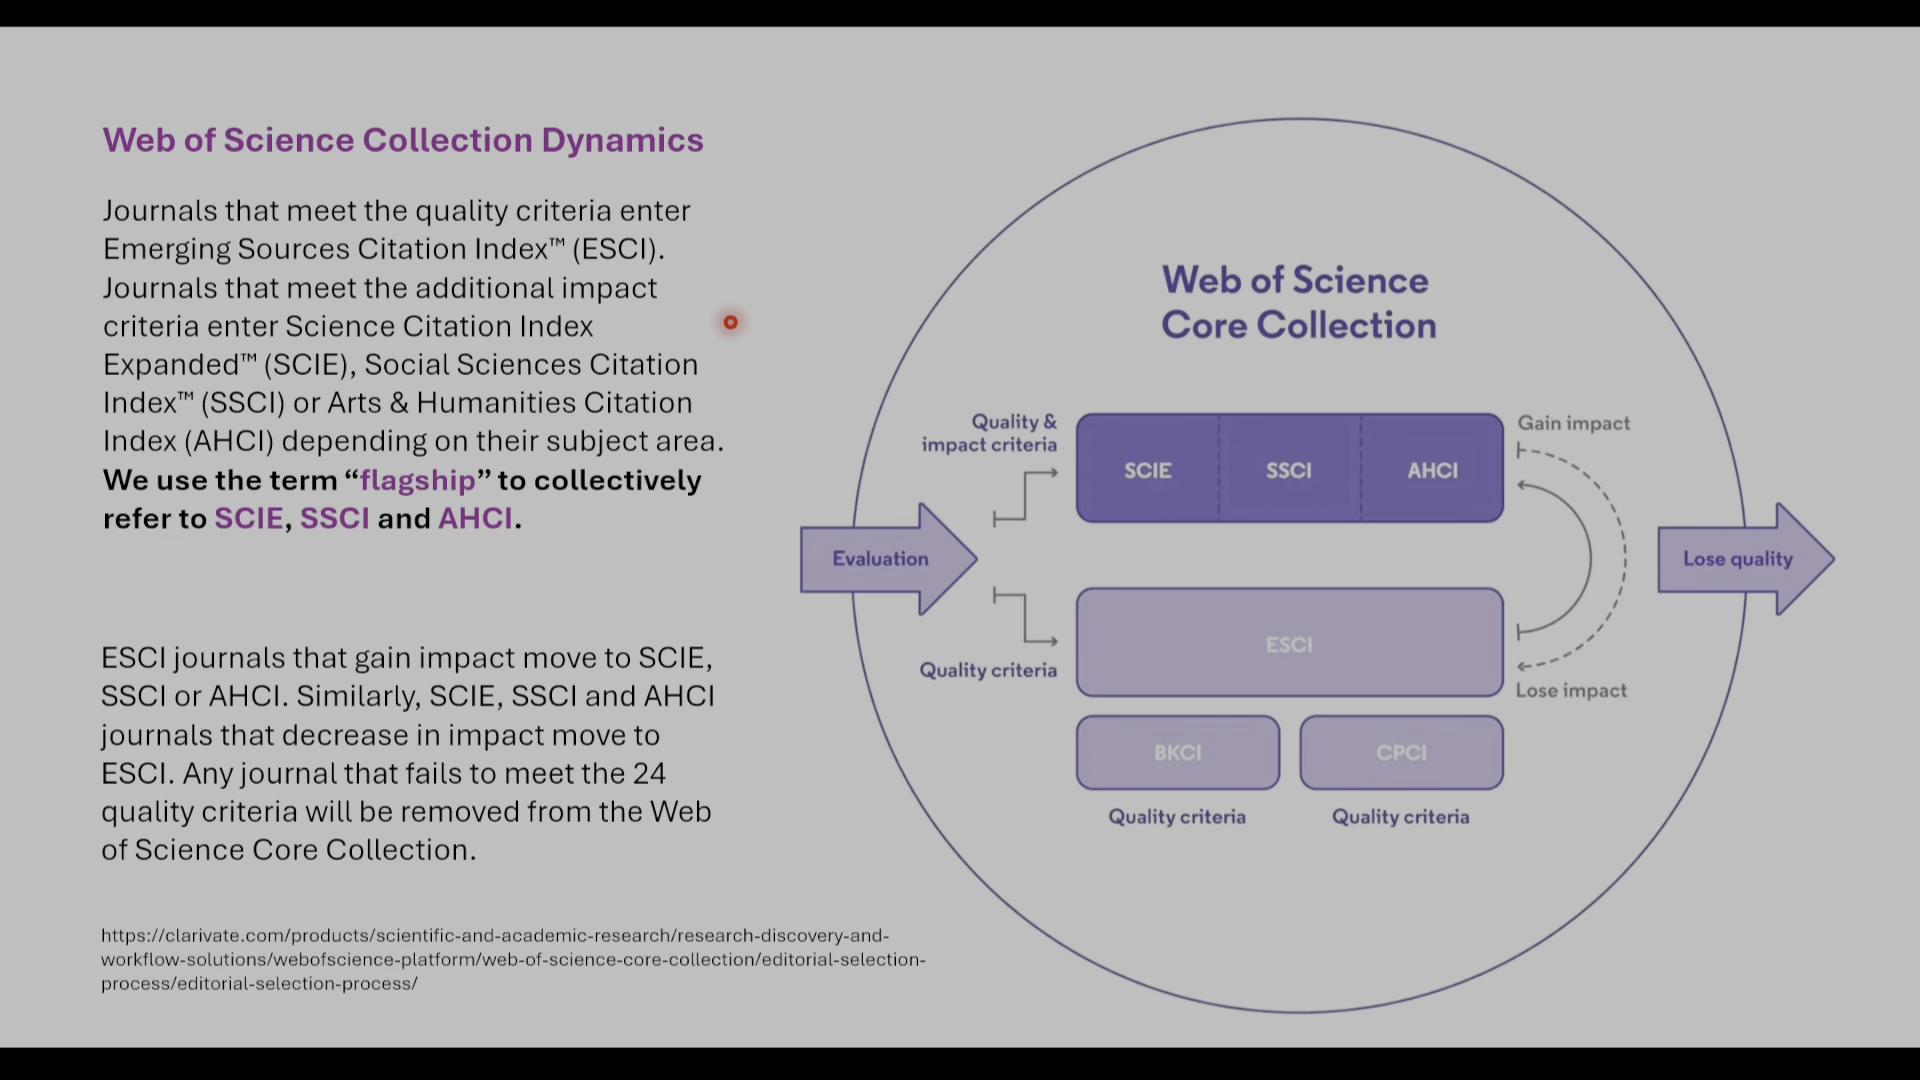 Web of Science Collection Dynamics
Journals that meet the quality criteria enter
Emerging Sources Citation Index™ (ESCI).
Journals that meet the additional impact
criteria enter Science Citation Index
Expanded™ (SCIE), Social Sciences Citation
Index™ (SSCI) or Arts & Humanities Citation
Index (AHCI) depending on their subject area.
We use the term “flagship” to collectively
refer to SCIE, SSCI and AHCI.
ESCI journals that gain impact move to SCIE,
SSCI or AHCI. Similarly, SCIE, SSCI and AHCI
journals that decrease in impact move to
ESCI. Any journal that fails to meet the 24
quality criteria will be removed from the Web
of Science Core Collection.
https://clarivate.com/products/scientific-and-academic-research/research-discovery-and-
workflow-solutions/webofscience-platform/web-of-science-core-collection/editorial-selection-
process/editorial-selection-process/
Web of Science
Core Collection
Quality &
impact criteria
SCIE
SSCI
AHCI
Gain impact
Evaluation
Lose quality
ESCI
Quality criteria
Lose impact
BKCI
CPCI
Quality criteria
Quality criteria